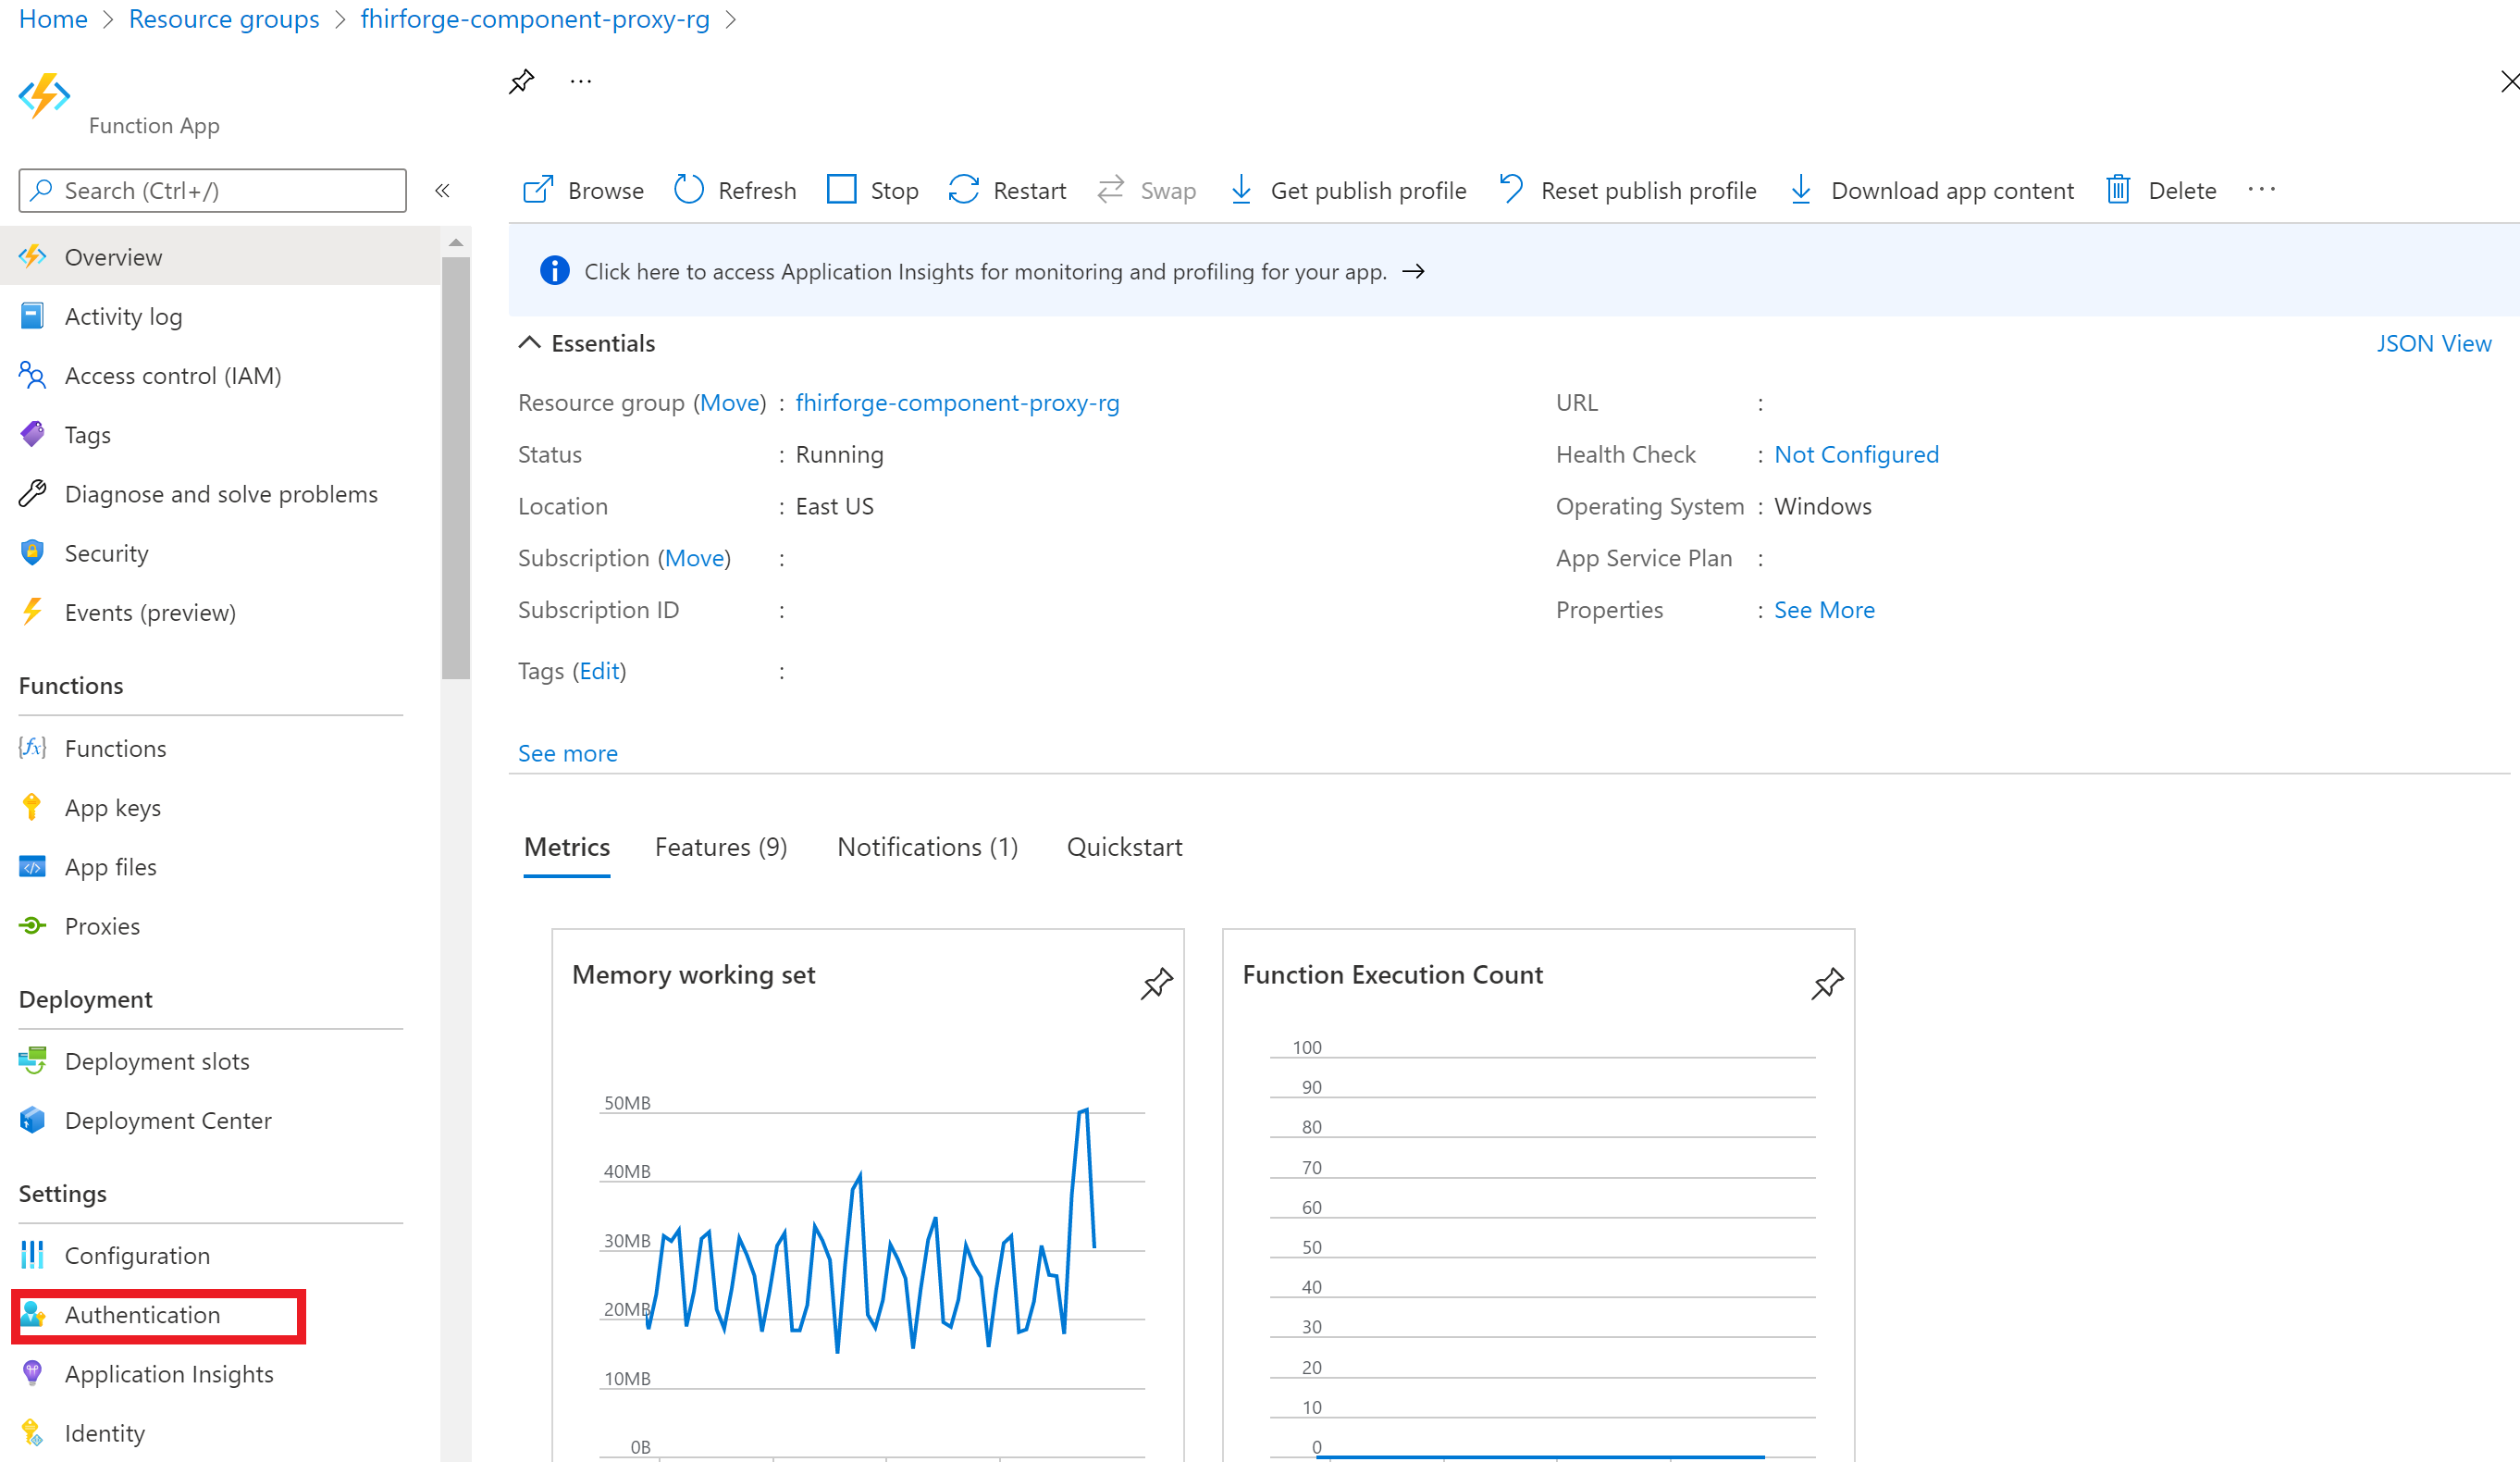 Home > Resource groups > fhirforge-component-proxy-rg >
Function App
...
Search (Ctrl+/)
«
Browse Refresh Stop Restart Swap Get publish profile Reset publish profile Download app content Delete ...
Overview
Activity log
Access control (IAM)
Tags
Diagnose and solve problems
Security
Events (preview)
Functions
Functions
App keys
App files
Proxies
Deployment
Deployment slots
Deployment Center
Settings
Configuration
Authentication
Application Insights
Identity
Click here to access Application Insights for monitoring and profiling for your app. →
Essentials
JSON View
Resource group (Move) : fhirforge-component-proxy-rg
Status : Running
Location : East US
Subscription (Move) :
Subscription ID :
Tags (Edit) :
See more
URL :
Health Check : Not Configured
Operating System : Windows
App Service Plan :
Properties : See More
Metrics Features (9) Notifications (1) Quickstart
Memory working set
50MB
40MB
30MB
20MB
10MB
0B
Function Execution Count
100
90
80
70
60
50
40
30
20
10
0